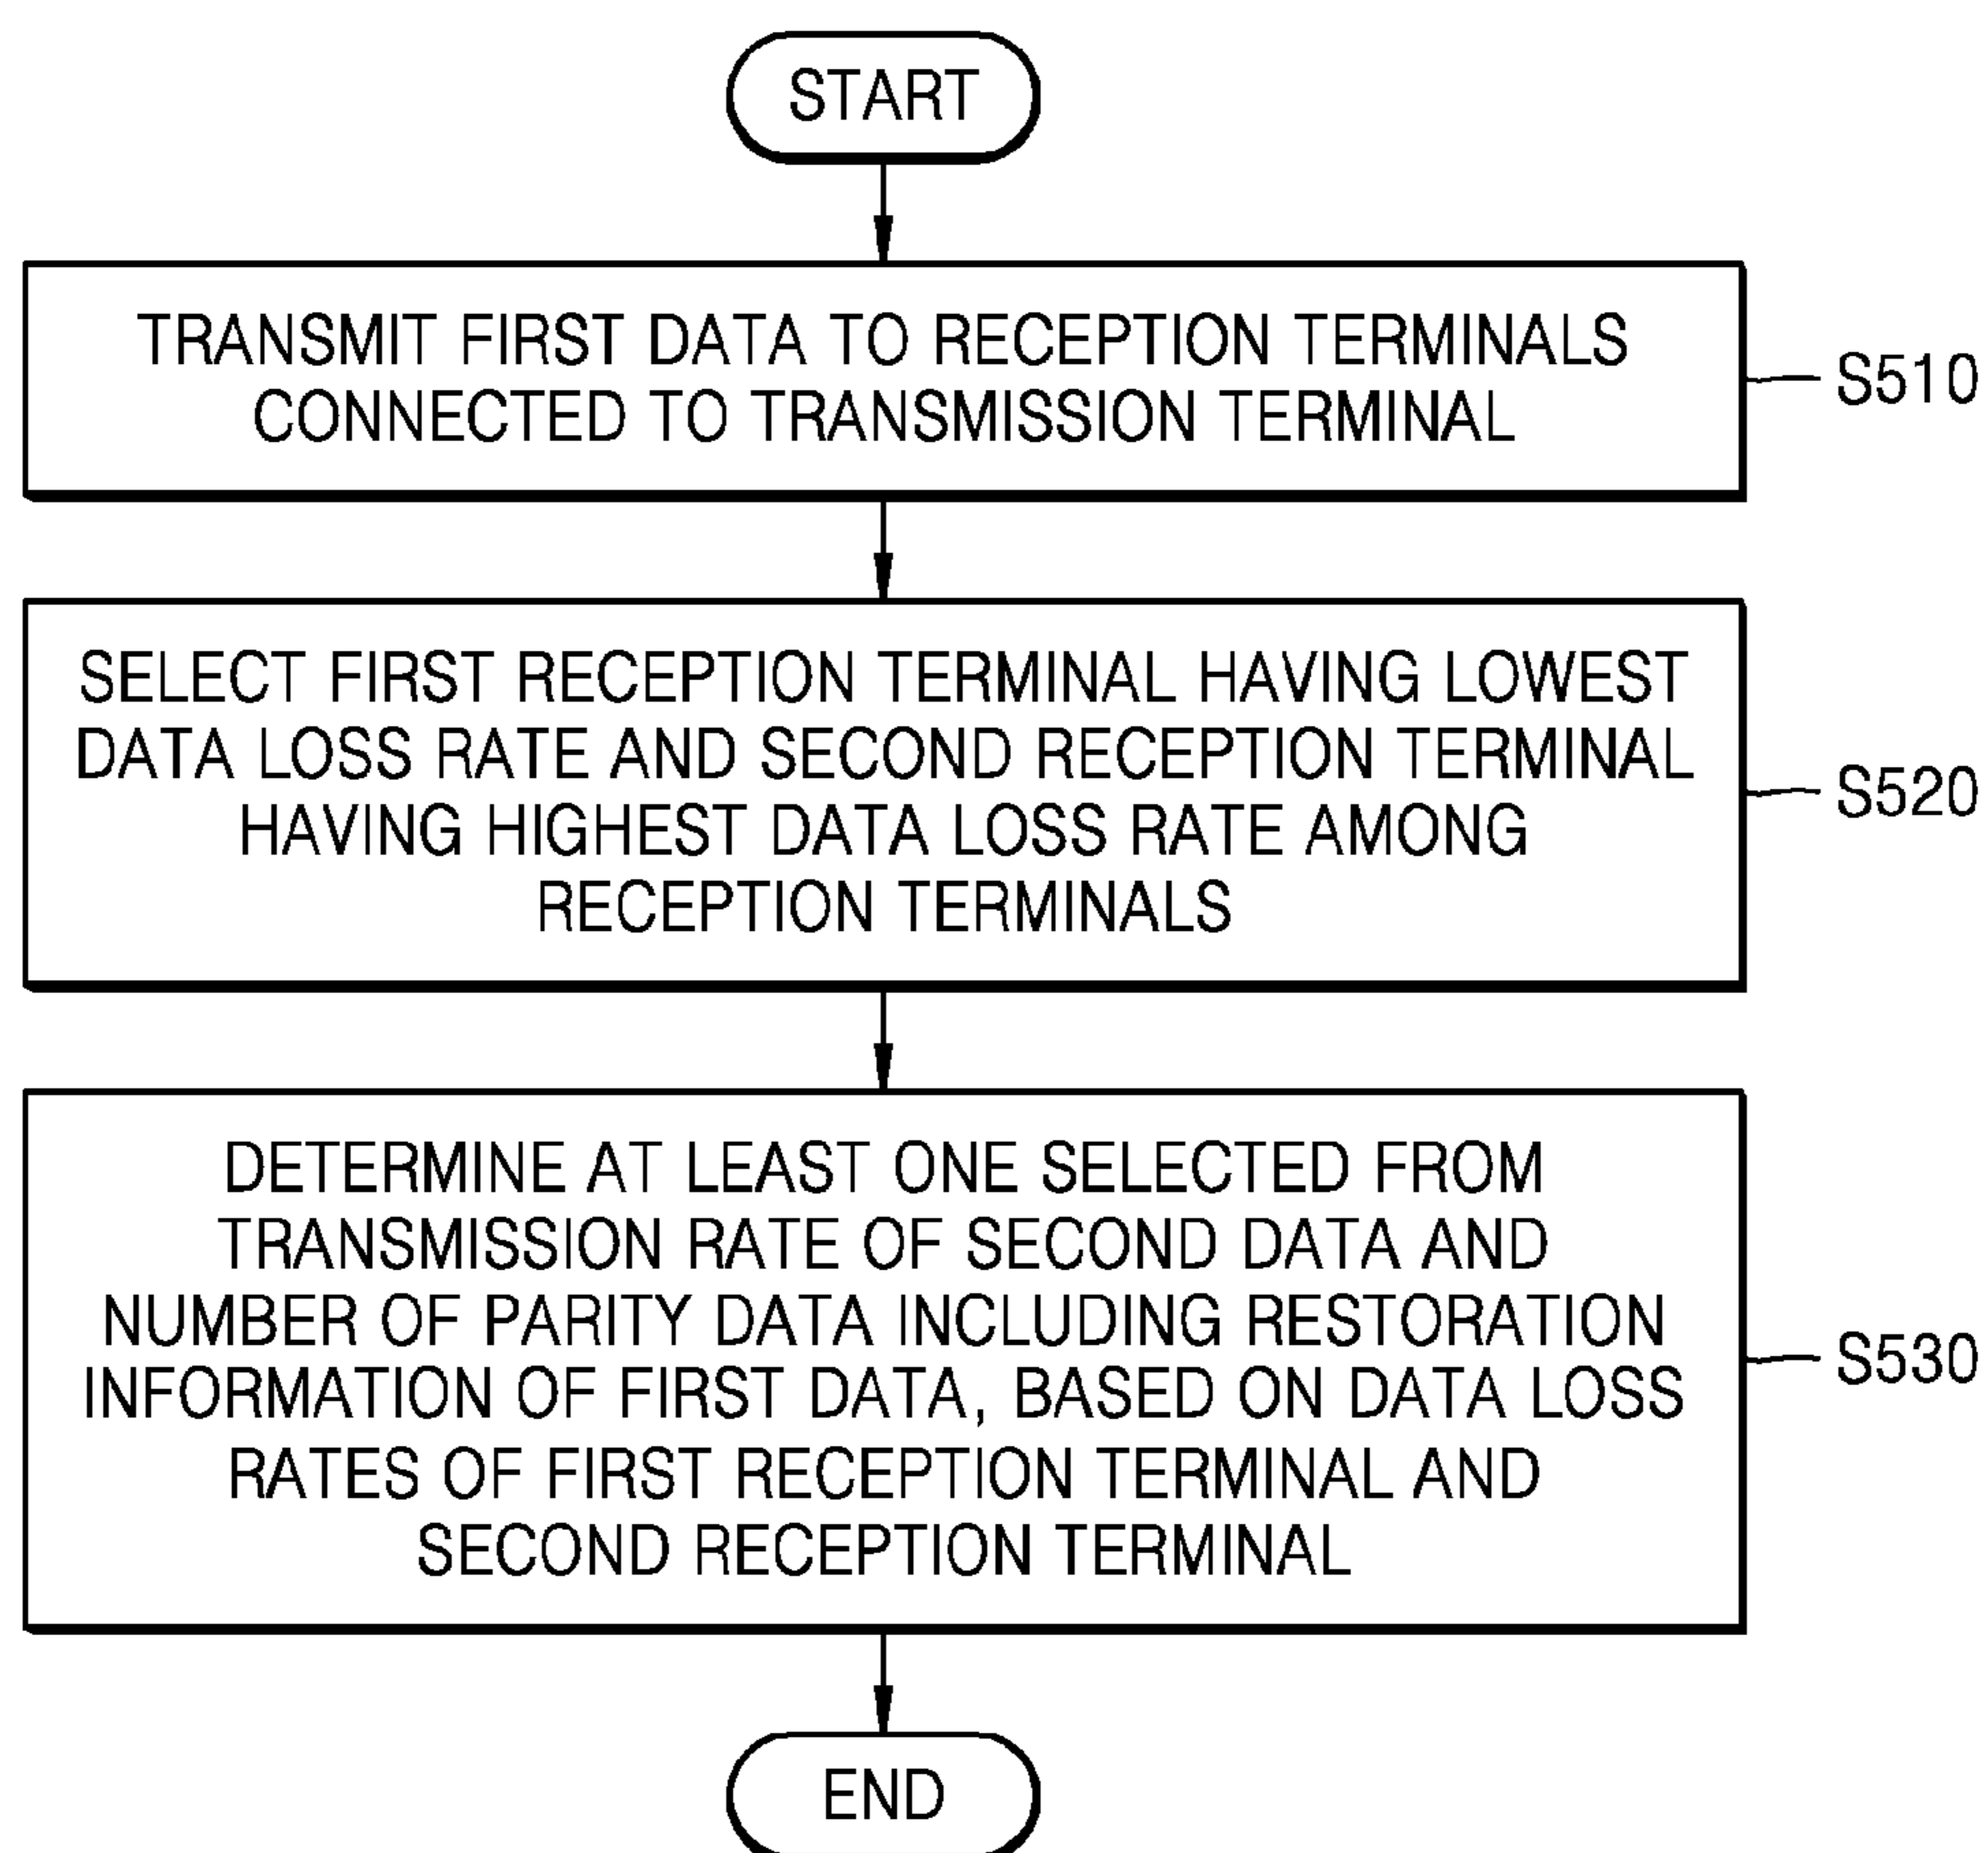 START
TRANSMIT FIRST DATA TO RECEPTION TERMINALS
CONNECTED TO TRANSMISSION TERMINAL
S510
SELECT FIRST RECEPTION TERMINAL HAVING LOWEST
DATA LOSS RATE AND SECOND RECEPTION TERMINAL
HAVING HIGHEST DATA LOSS RATE AMONG
RECEPTION TERMINALS
S520
DETERMINE AT LEAST ONE SELECTED FROM
TRANSMISSION RATE OF SECOND DATA AND
NUMBER OF PARITY DATA INCLUDING RESTORATION
INFORMATION OF FIRST DATA, BASED ON DATA LOSS
RATES OF FIRST RECEPTION TERMINAL AND
SECOND RECEPTION TERMINAL
S530
END